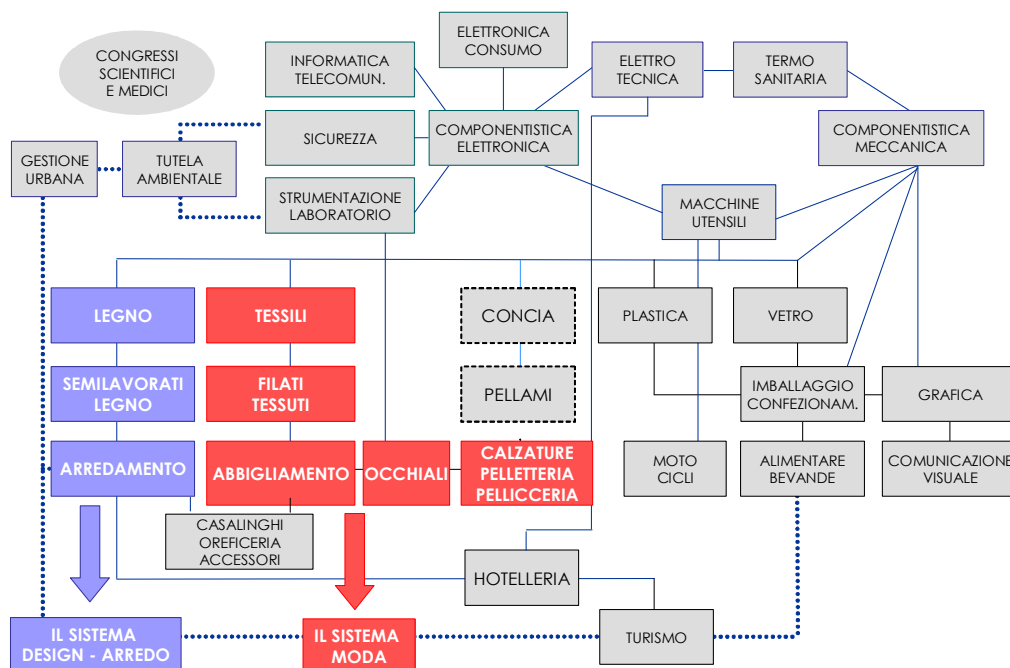 CONGRESSI
SCIENTIFICI
E MEDICI
INFORMATICA
TELECOMUN.
ELETTRONICA
CONSUMO
ELETTRO
TECNICA
TERMO
SANITARIA
GESTIONE
URBANA
TUTELA
AMBIENTALE
SICUREZZA
COMPONENTISTICA
ELETTRONICA
COMPONENTISTICA
MECCANICA
STRUMENTAZIONE
LABORATORIO
MACCHINE
UTENSILI
LEGNO
TESSILI
CONCIA
PLASTICA
VETRO
SEMILAVORATI
LEGNO
FILATI
TESSUTI
PELLAMI
IMBALLAGGIO
CONFEZIONAM.
GRAFICA
ARREDAMENTO
ABBIGLIAMENTO
OCCHIALI
CALZATURE
PELLETTERIA
PELLICCERIA
MOTO
CICLI
ALIMENTARE
BEVANDE
COMUNICAZIONE
VISUALE
CASALINGHI
OREFICERIA
ACCESSORI
HOTELLERIA
IL SISTEMA
DESIGN - ARREDO
IL SISTEMA
MODA
TURISMO